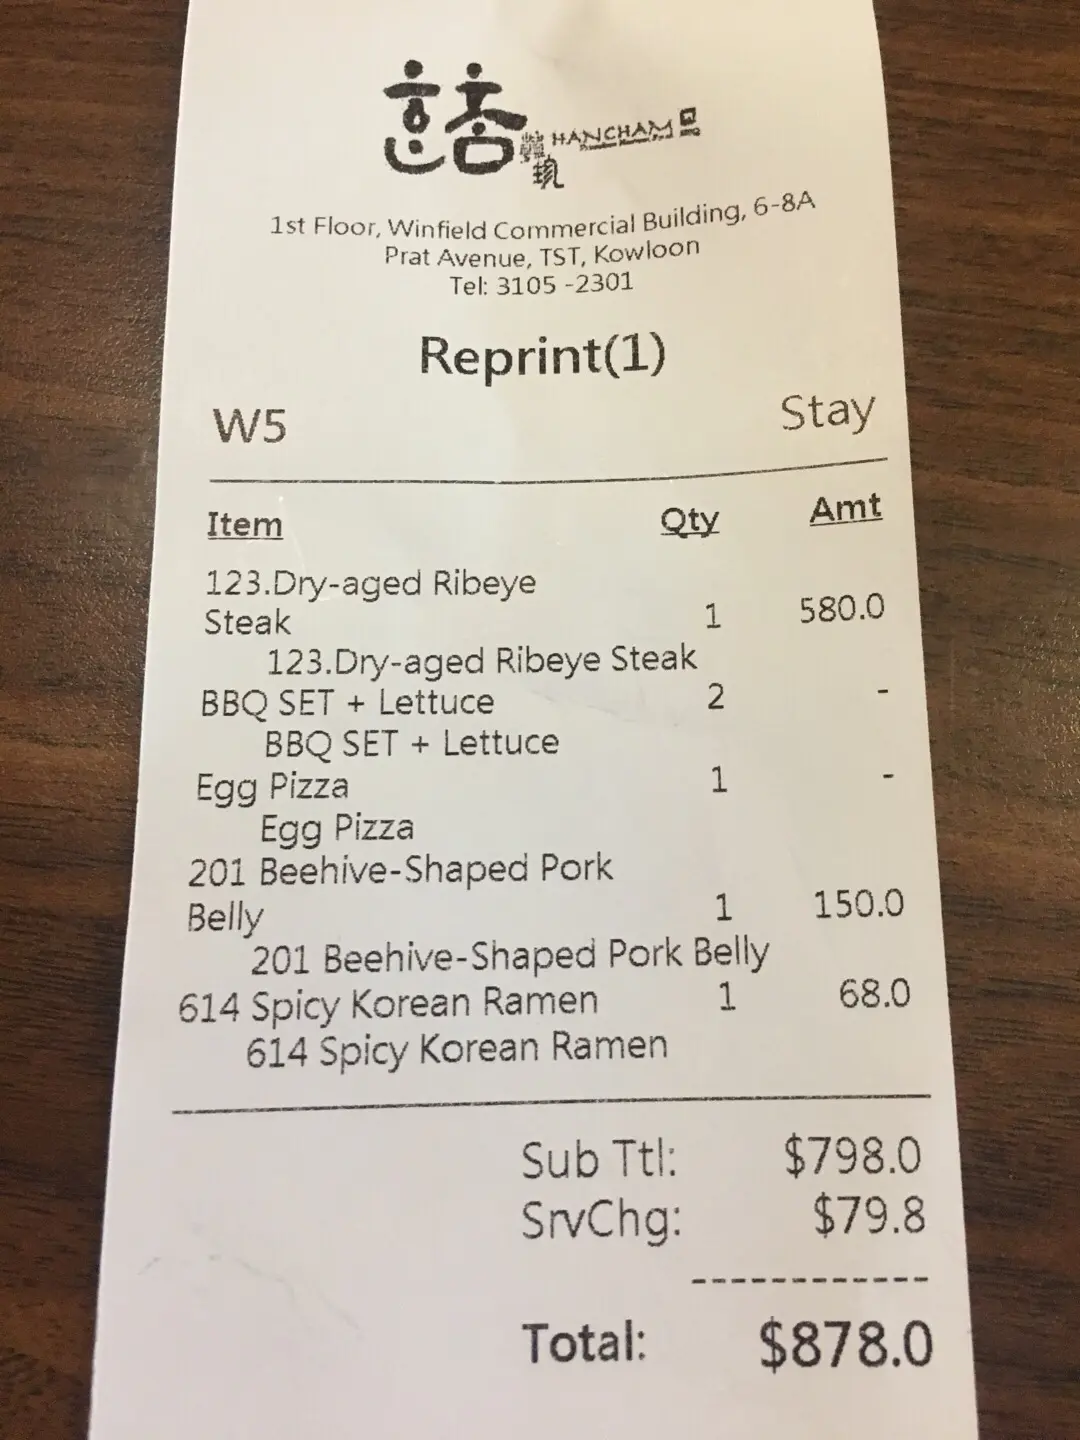 한참
HANCHAM
1st Floor, Winfield Commercial Building, 6-8A
Prat Avenue, TST, Kowloon
Tel: 3105 -2301
Reprint(1)
W5 Stay
Item Qty Amt
123.Dry-aged Ribeye
Steak 1 580.0
123.Dry-aged Ribeye Steak
BBQ SET + Lettuce 2 -
BBQ SET + Lettuce
Egg Pizza 1 -
Egg Pizza
201 Beehive-Shaped Pork
Belly 1 150.0
201 Beehive-Shaped Pork Belly
614 Spicy Korean Ramen 1 68.0
614 Spicy Korean Ramen
Sub Ttl: $798.0
SrvChg: $79.8
Total: $878.0